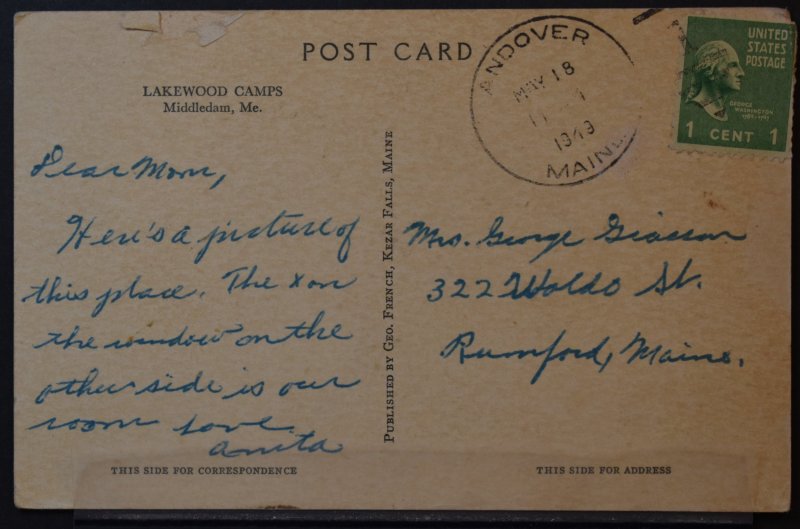 POST CARD
LAKEWOOD CAMPS
Middledam, Me.
Dear Mom,
Here's a picture of
this place. The x on
the window on the
other side is our
room Love
Anita
PUBLISHED BY GEO. FRENCH, KEZAR FALLS, MAINE
ANDOVER
MAY 18
1949
MAINE
UNITED
STATES
POSTAGE
GEORGE
WASHINGTON
1 CENT 1
Mrs. George Giasson
322 Waldo St.
Rumford, Maine.
THIS SIDE FOR CORRESPONDENCE
THIS SIDE FOR ADDRESS